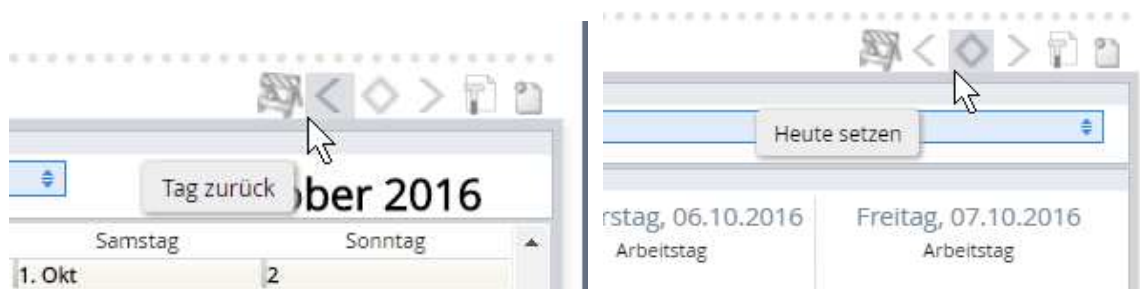 Tag zurück
ober 2016
Samstag Sonntag
1. Okt 2
Heute setzen
rstag, 06.10.2016 Freitag, 07.10.2016
Arbeitstag Arbeitstag